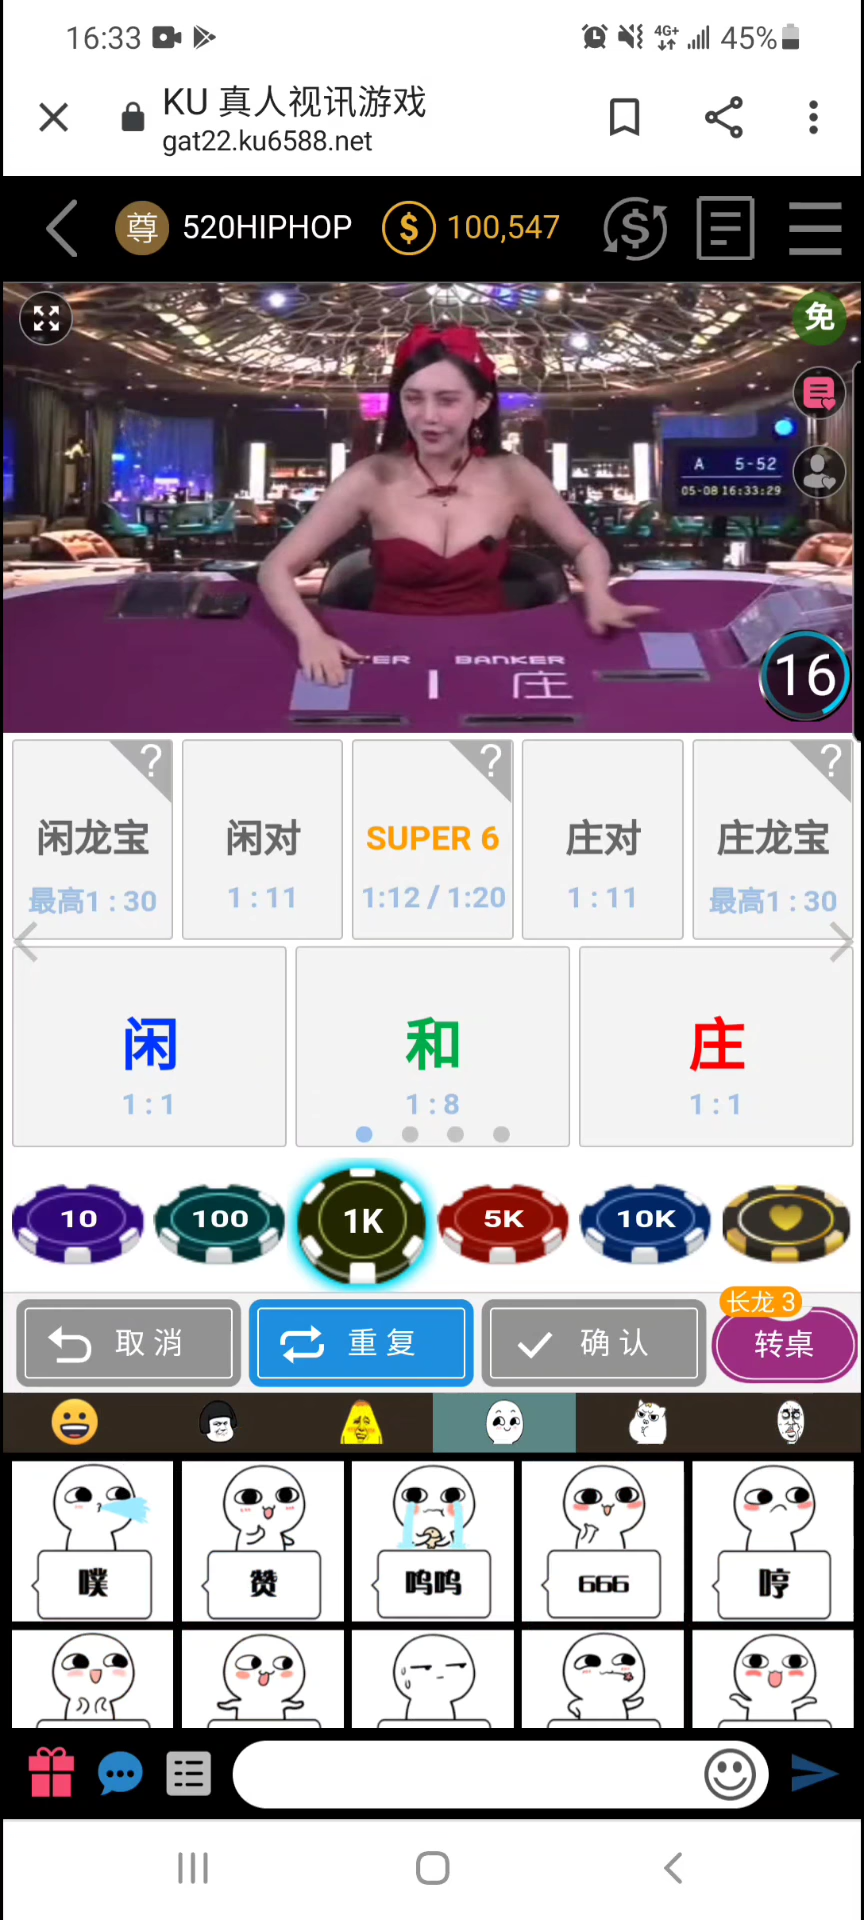 16:33
4G+
45%
KU 真人视讯游戏
gat22.ku6588.net
尊 520HIPHOP $ 100,547
免
A 5-52
05-08 16:33:29
BANKER
庄
16
闲龙宝 ?
最高1 : 30
闲对
1 : 11
SUPER 6 ?
1:12 / 1:20
庄对
1 : 11
庄龙宝 ?
最高1 : 30
闲
1 : 1
和
1 : 8
庄
1 : 1
10
100
1K
5K
10K
取消
重复
确认
长龙 3
转桌
噗
赞
呜呜
666
哼